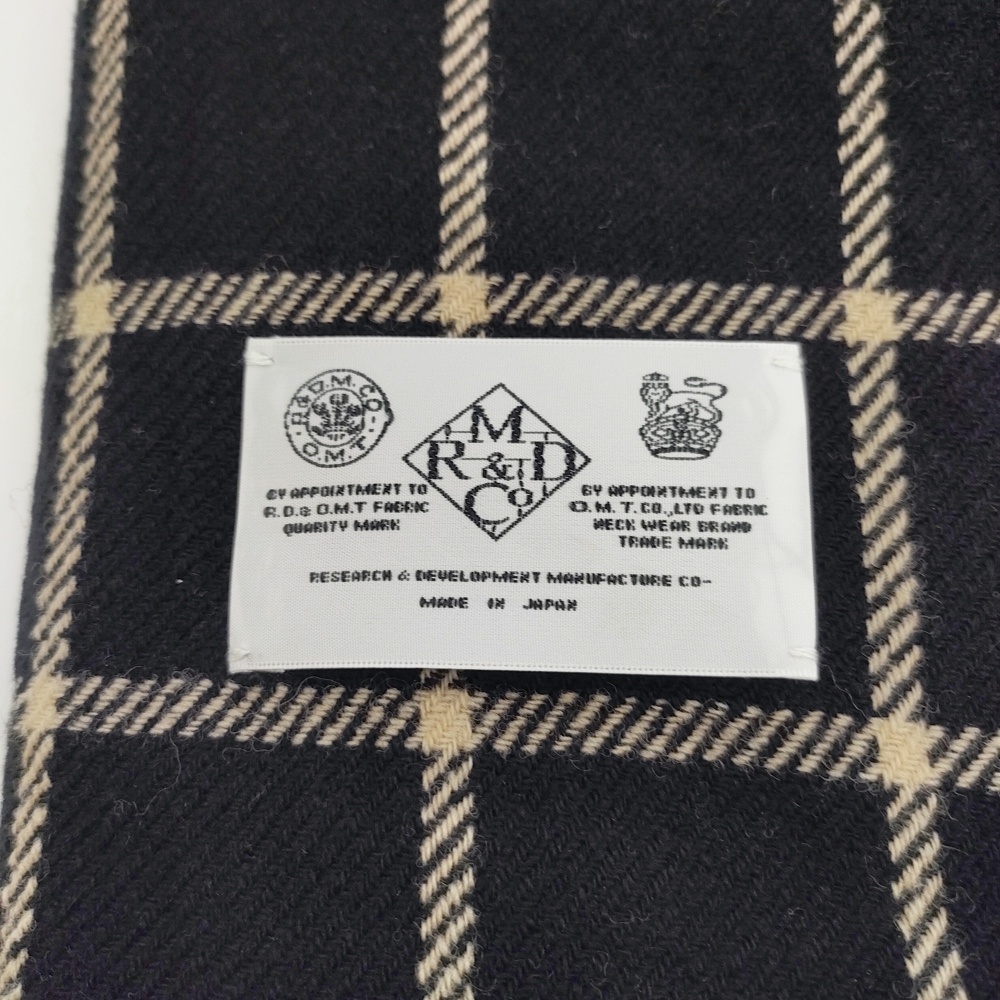 R&D.O.M.CO
O.M.T.
M
R & D
Co
BY APPOINTMENT TO
R.D.& O.M.T FABRIC
QUARITY MARK
BY APPOINTMENT TO
O.M.T.CO.,LTD FABRIC
NECK WEAR BRAND
TRADE MARK
RESEARCH & DEVELOPMENT MANUFACTURE CO-
MADE IN JAPAN